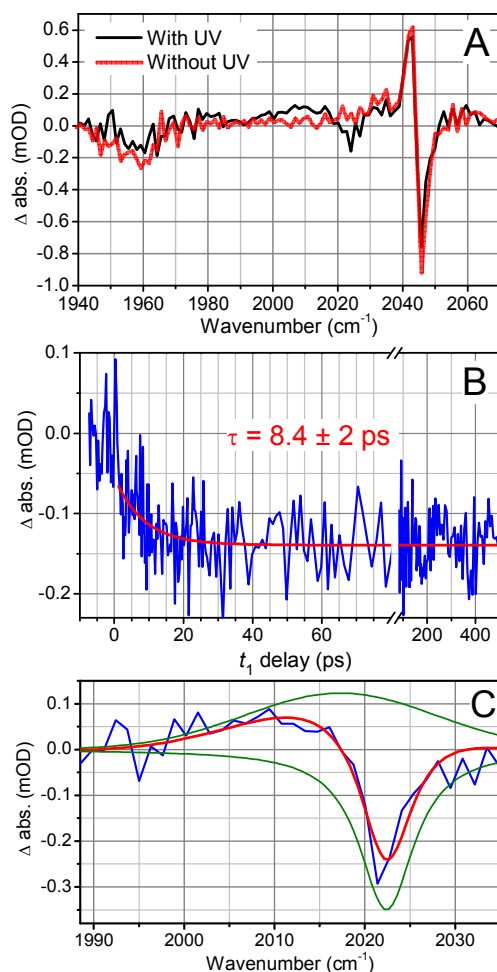 0.6
0.4
0.2
0.0
-0.2
-0.4
-0.6
-0.8
-1.0
Δ abs. (mOD)
With UV
Without UV
A
1940 1960 1980 2000 2020 2040 2060
Wavenumber (cm⁻¹)
0.1
0.0
-0.1
-0.2
Δ abs. (mOD)
B
τ = 8.4 ± 2 ps
0 20 40 60 200 400
t₁ delay (ps)
0.1
0.0
-0.1
-0.2
-0.3
Δ abs. (mOD)
C
1990 2000 2010 2020 2030
Wavenumber (cm⁻¹)